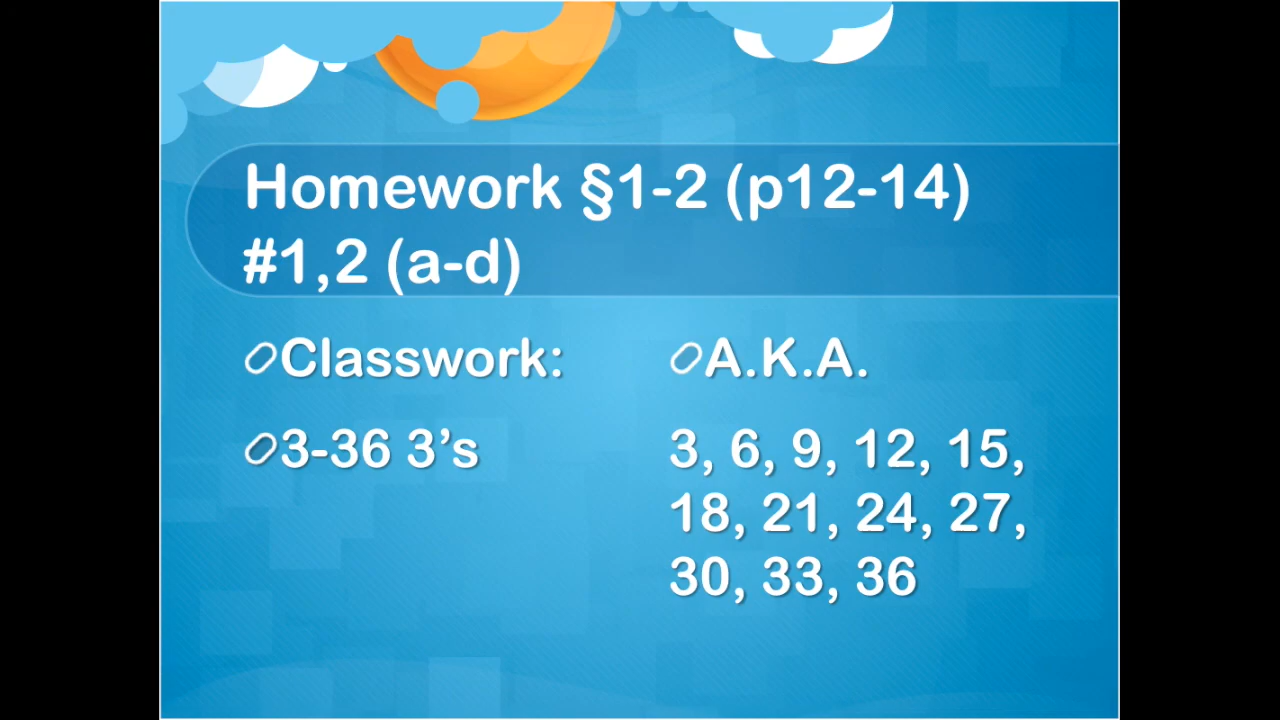 Homework §1-2 (p12-14)
#1,2 (a-d)
Classwork:
3-36 3’s
A.K.A.
3, 6, 9, 12, 15,
18, 21, 24, 27,
30, 33, 36